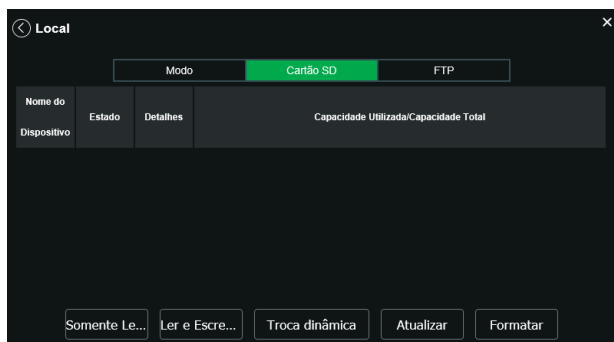 Local
Modo Cartão SD FTP
Nome do Dispositivo Estado Detalhes Capacidade Utilizada/Capacidade Total
Somente Le... Ler e Escre... Troca dinâmica Atualizar Formatar